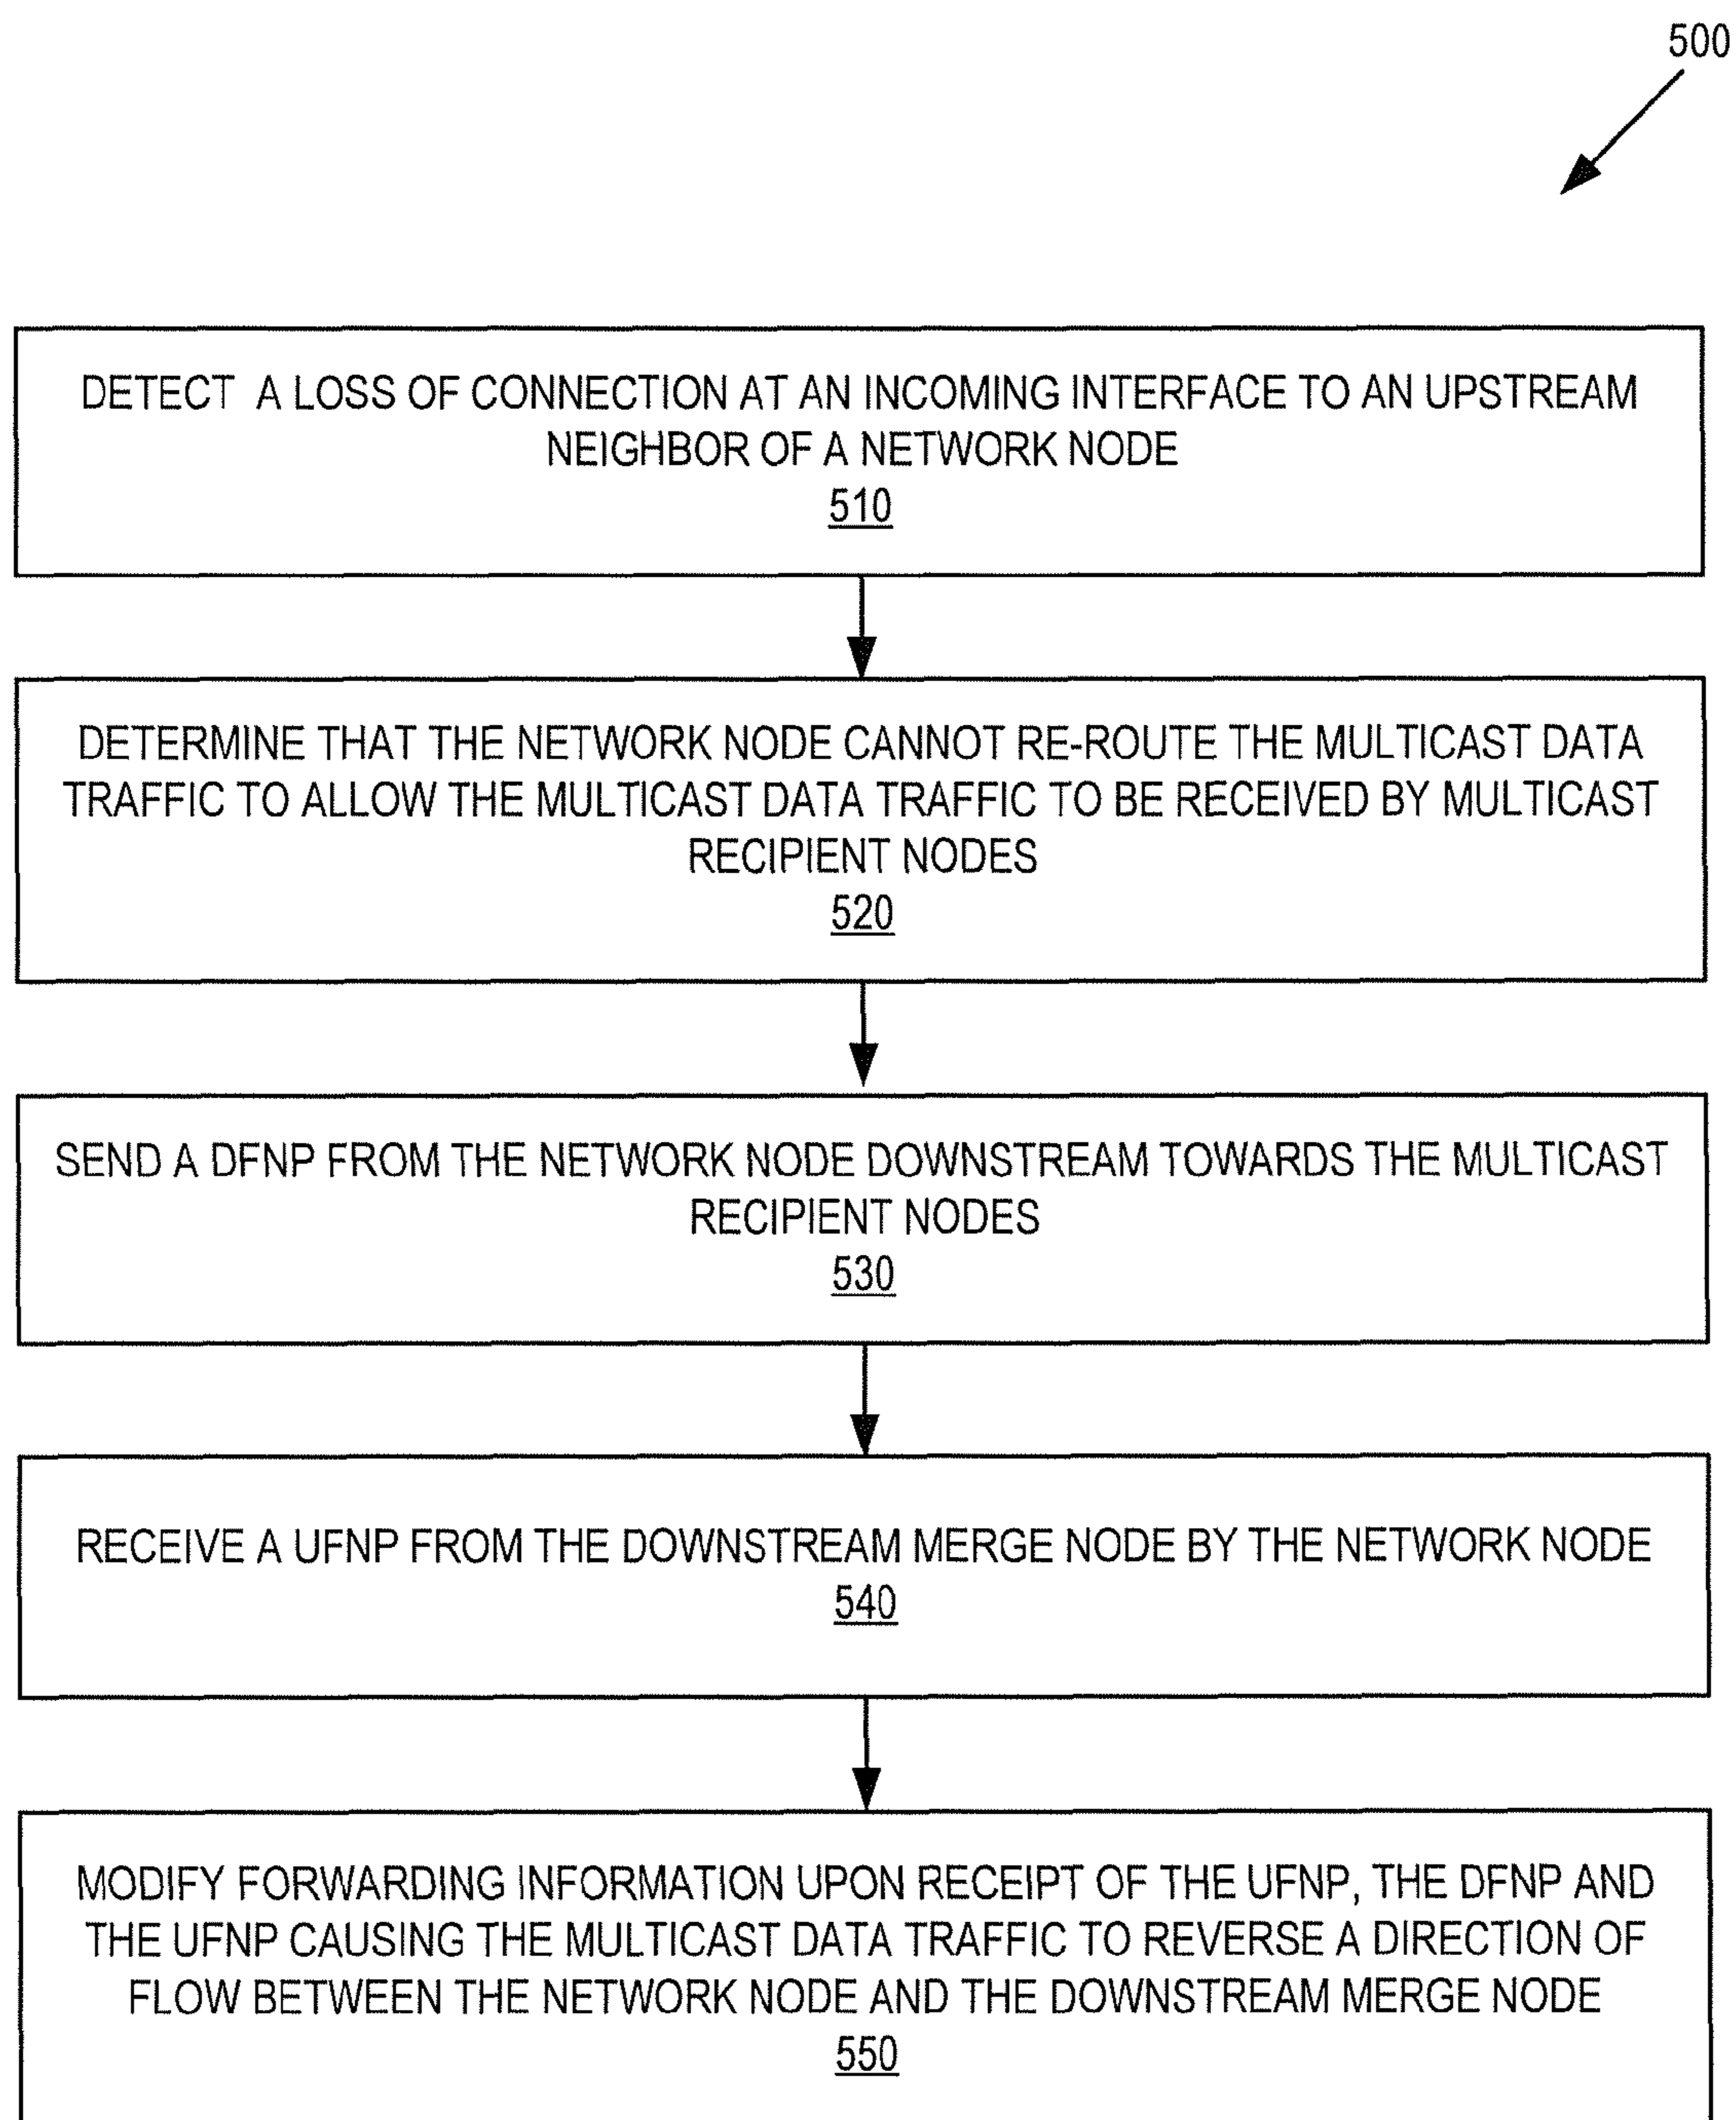 500
DETECT A LOSS OF CONNECTION AT AN INCOMING INTERFACE TO AN UPSTREAM
NEIGHBOR OF A NETWORK NODE
510
DETERMINE THAT THE NETWORK NODE CANNOT RE-ROUTE THE MULTICAST DATA
TRAFFIC TO ALLOW THE MULTICAST DATA TRAFFIC TO BE RECEIVED BY MULTICAST
RECIPIENT NODES
520
SEND A DFNP FROM THE NETWORK NODE DOWNSTREAM TOWARDS THE MULTICAST
RECIPIENT NODES
530
RECEIVE A UFNP FROM THE DOWNSTREAM MERGE NODE BY THE NETWORK NODE
540
MODIFY FORWARDING INFORMATION UPON RECEIPT OF THE UFNP, THE DFNP AND
THE UFNP CAUSING THE MULTICAST DATA TRAFFIC TO REVERSE A DIRECTION OF
FLOW BETWEEN THE NETWORK NODE AND THE DOWNSTREAM MERGE NODE
550